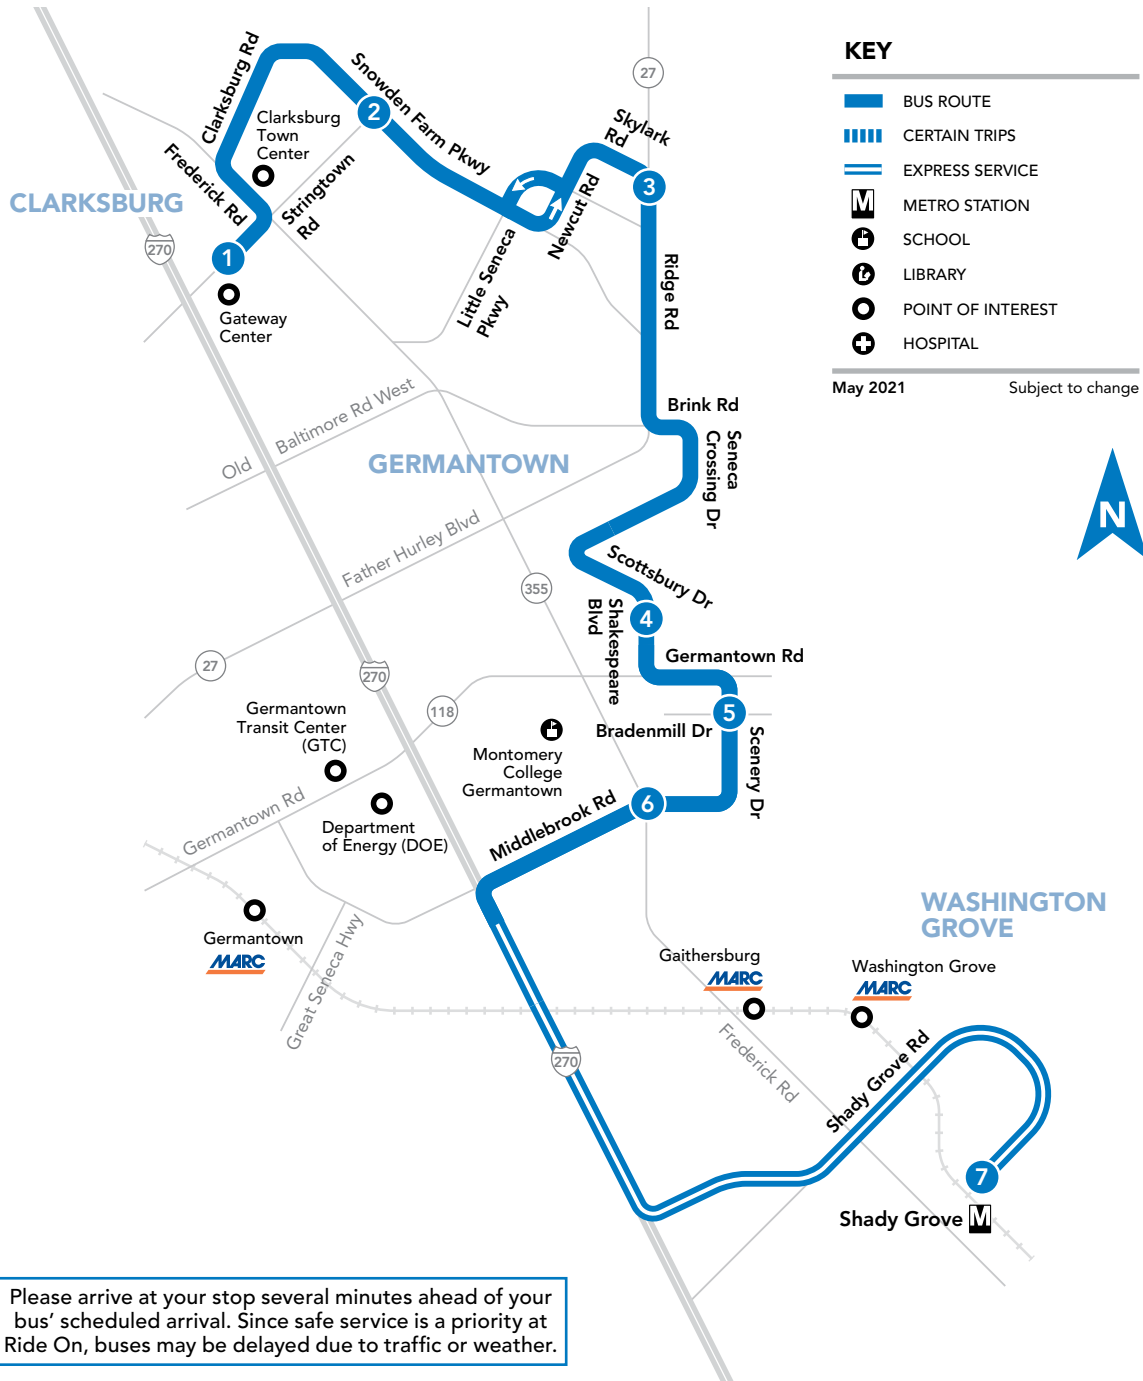 KEY
BUS ROUTE
CERTAIN TRIPS
EXPRESS SERVICE
M
METRO STATION
SCHOOL
LIBRARY
POINT OF INTEREST
HOSPITAL
May 2021
Subject to change
N
27
Clarksburg Rd
Snowden Farm Pkwy
2
Clarksburg
Town
Center
Skylark
Rd
Frederick Rd
Stringtown
Rd
3
CLARKSBURG
270
1
Gateway
Center
Newcut Rd
Little Seneca
Pkwy
Ridge Rd
Brink Rd
Old
Baltimore Rd West
GERMANTOWN
Seneca
Crossing Dr
Father Hurley Blvd
Scottsbury Dr
355
4
Shakespeare
Blvd
Germantown Rd
27
270
118
Germantown
Transit Center
(GTC)
5
Bradenmill Dr
Scenery Dr
Montomery
College
Germantown
6
Middlebrook Rd
Germantown Rd
Department
of Energy (DOE)
WASHINGTON
GROVE
Germantown
MARC
Great Seneca Hwy
Gaithersburg
MARC
Washington Grove
MARC
Frederick Rd
270
Shady Grove Rd
7
Shady Grove
M
Please arrive at your stop several minutes ahead of your
bus’ scheduled arrival. Since safe service is a priority at
Ride On, buses may be delayed due to traffic or weather.